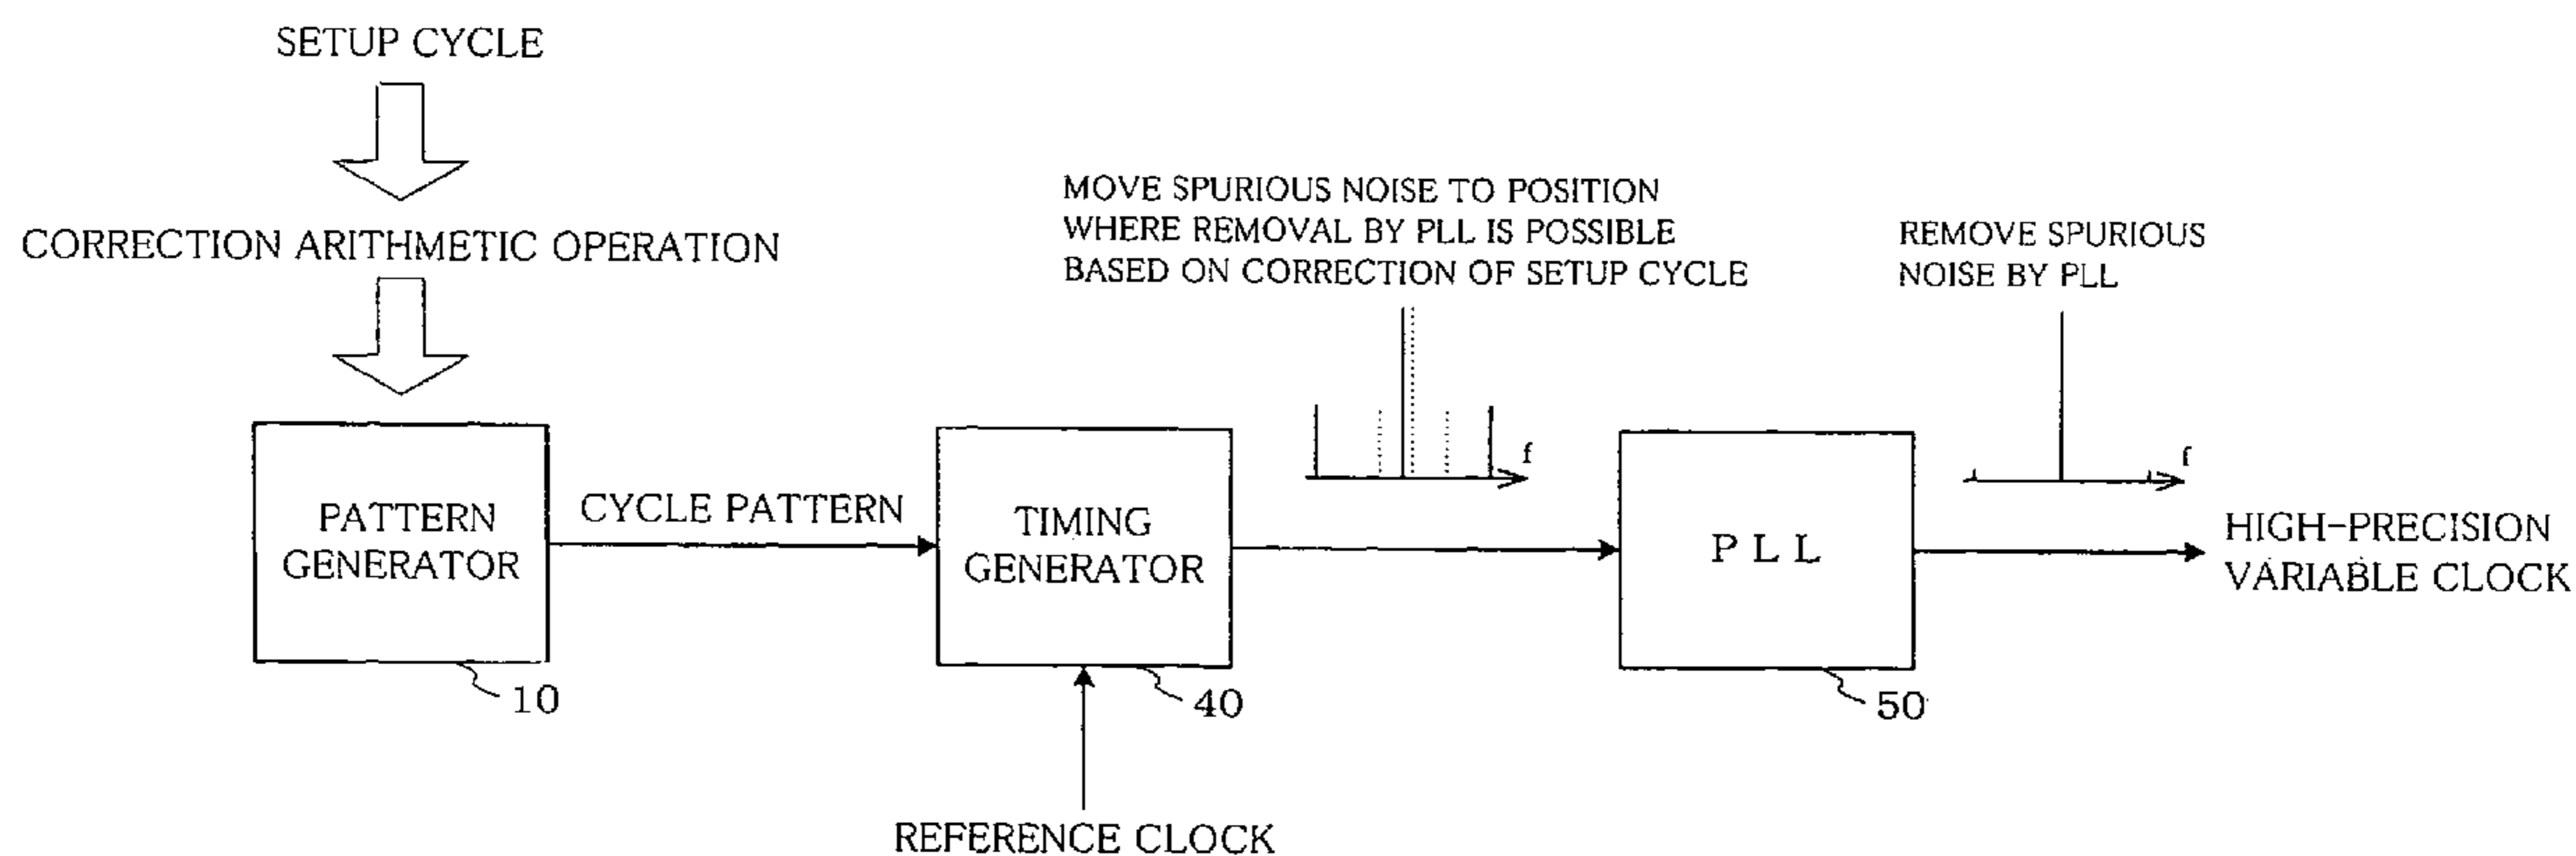 SETUP CYCLE
CORRECTION ARITHMETIC OPERATION
MOVE SPURIOUS NOISE TO POSITION
WHERE REMOVAL BY PLL IS POSSIBLE
BASED ON CORRECTION OF SETUP CYCLE
REMOVE SPURIOUS
NOISE BY PLL
f
f
PATTERN
GENERATOR
CYCLE PATTERN
TIMING
GENERATOR
PLL
HIGH-PRECISION
VARIABLE CLOCK
10
40
50
REFERENCE CLOCK